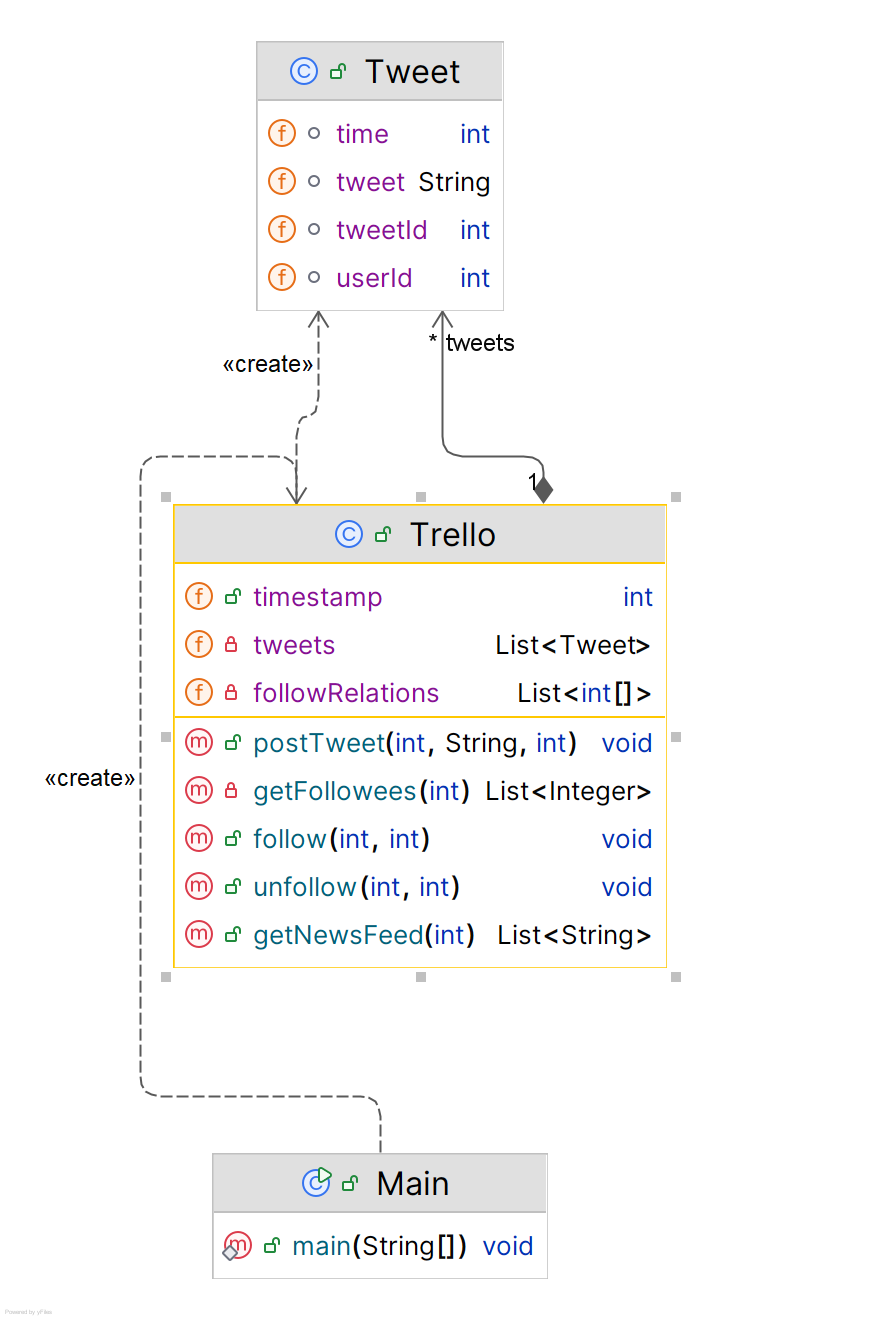 Tweet
time int
tweet String
tweetId int
userId int
* tweets
«create»
1
Trello
timestamp int
tweets List<Tweet>
followRelations List<int[]>
postTweet(int, String, int) void
«create»
getFollowees(int) List<Integer>
follow(int, int) void
unfollow(int, int) void
getNewsFeed(int) List<String>
Main
main(String[]) void
Powered by yFiles